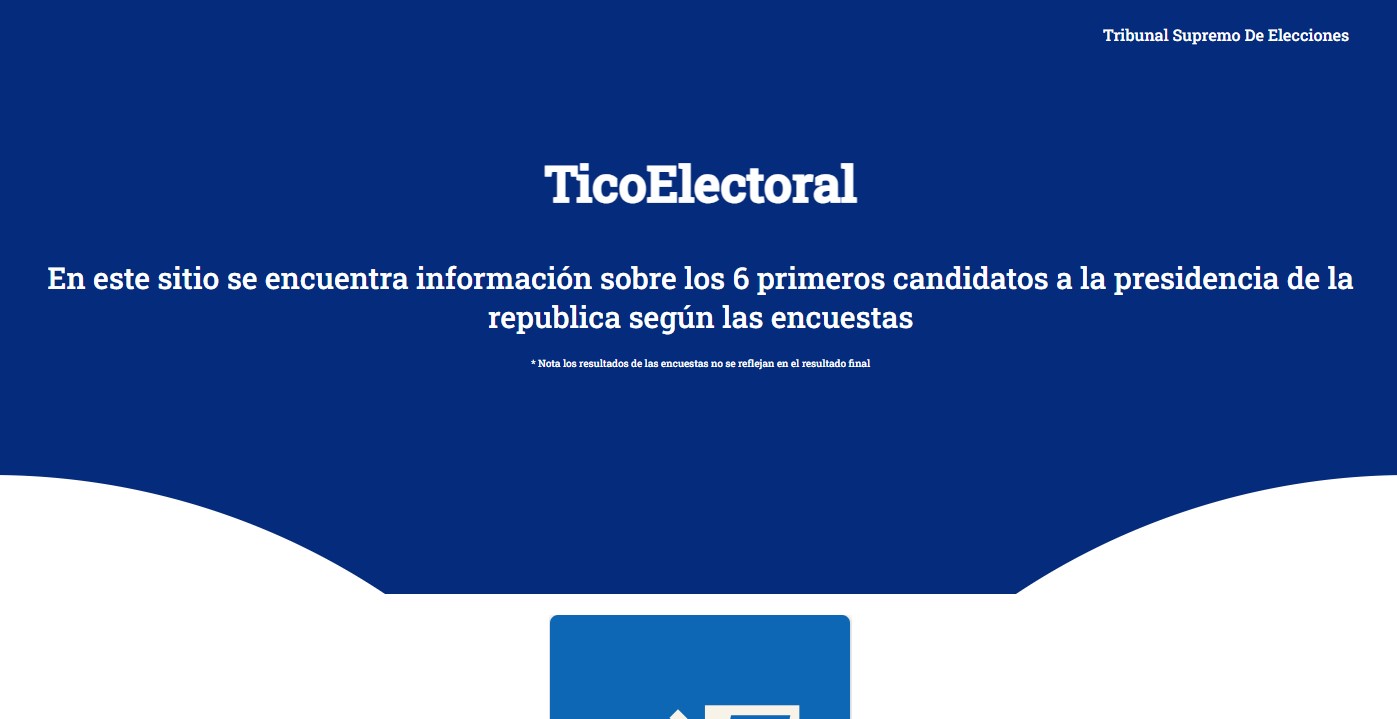 Tribunal Supremo De Elecciones
TicoElectoral
En este sitio se encuentra información sobre los 6 primeros candidatos a la presidencia de la
republica según las encuestas
* Nota los resultados de las encuestas no se reflejan en el resultado final